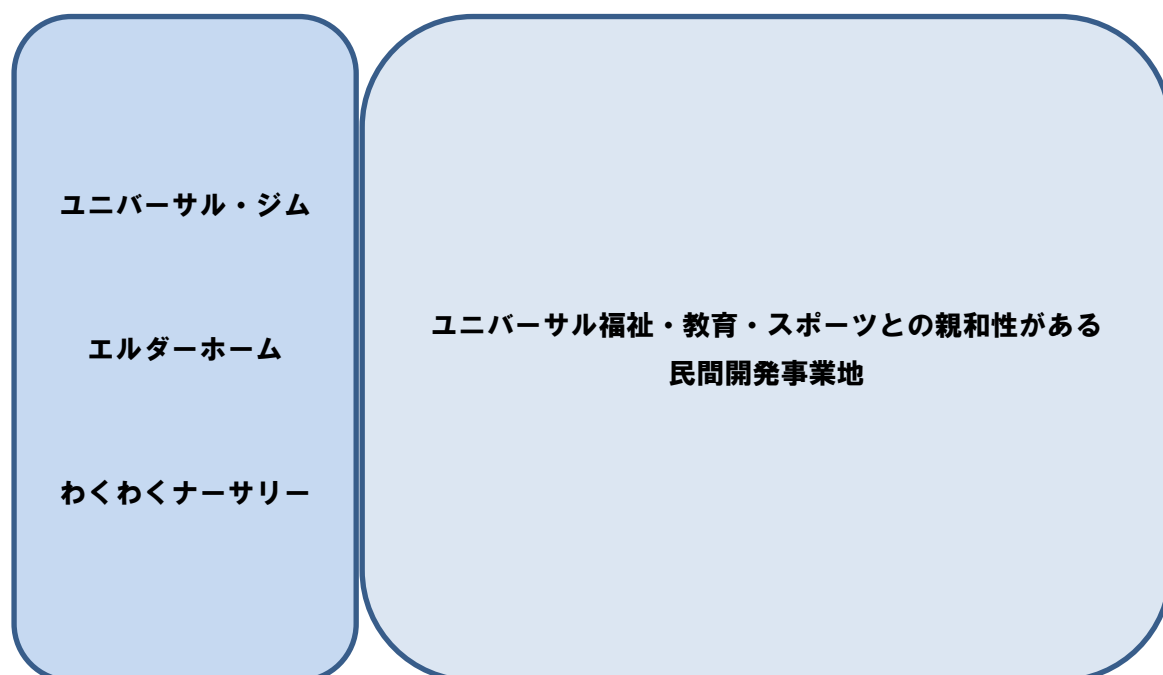 ユニバーサル・ジム
エルダーホーム
わくわくナーサリー
ユニバーサル福祉・教育・スポーツとの親和性がある
民間開発事業地